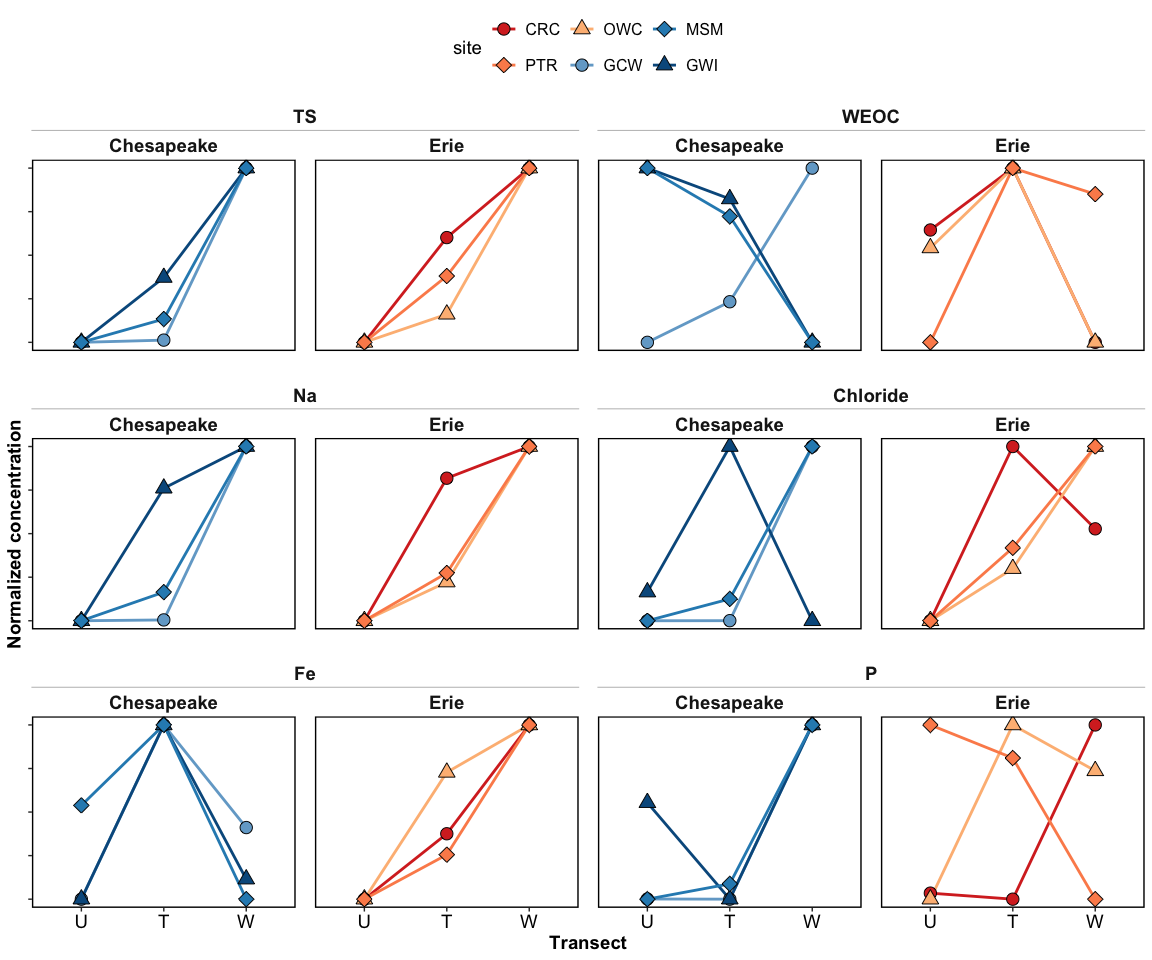 site
CRC OWC MSM
PTR GCW GWI
TS WEOC
Chesapeake Erie Chesapeake Erie
Na Chloride
Chesapeake Erie Chesapeake Erie
Normalized concentration
Fe P
Chesapeake Erie Chesapeake Erie
U T W U T W U T W U T W
Transect